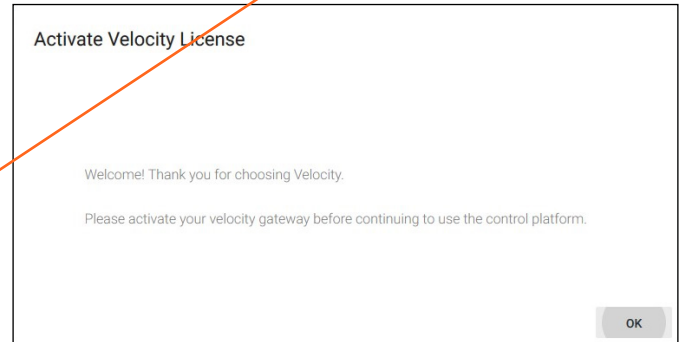 Activate Velocity License
Welcome! Thank you for choosing Velocity.
Please activate your velocity gateway before continuing to use the control platform.
OK